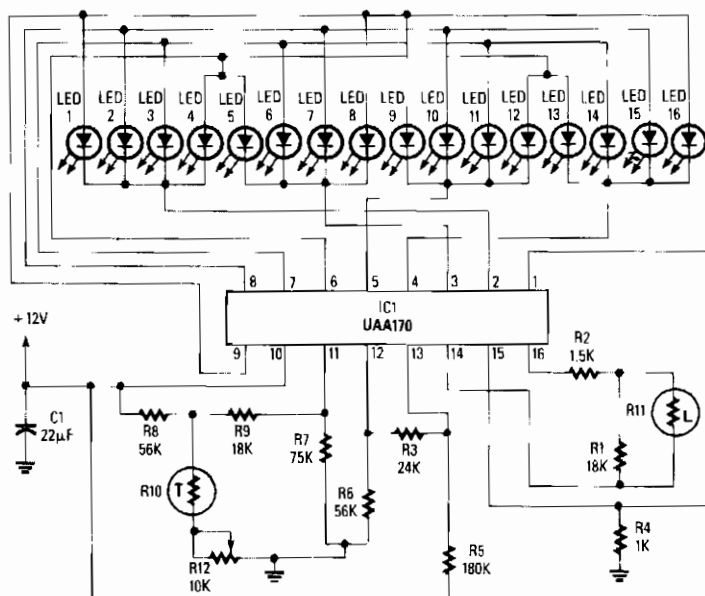 LED 1 LED 2 LED 3 LED 4 LED 5 LED 6 LED 7 LED 8 LED 9 LED 10 LED 11 LED 12 LED 13 LED 14 LED 15 LED 16
8 7 6 5 4 3 2 1
IC1
UAA170
9 10 11 12 13 14 15 16
+12V
C1
22µF
R8
56K
R9
18K
R7
75K
R3
24K
R2
1.5K
R11
L
R1
18K
R10
T
R6
56K
R12
10K
R5
180K
R4
1K